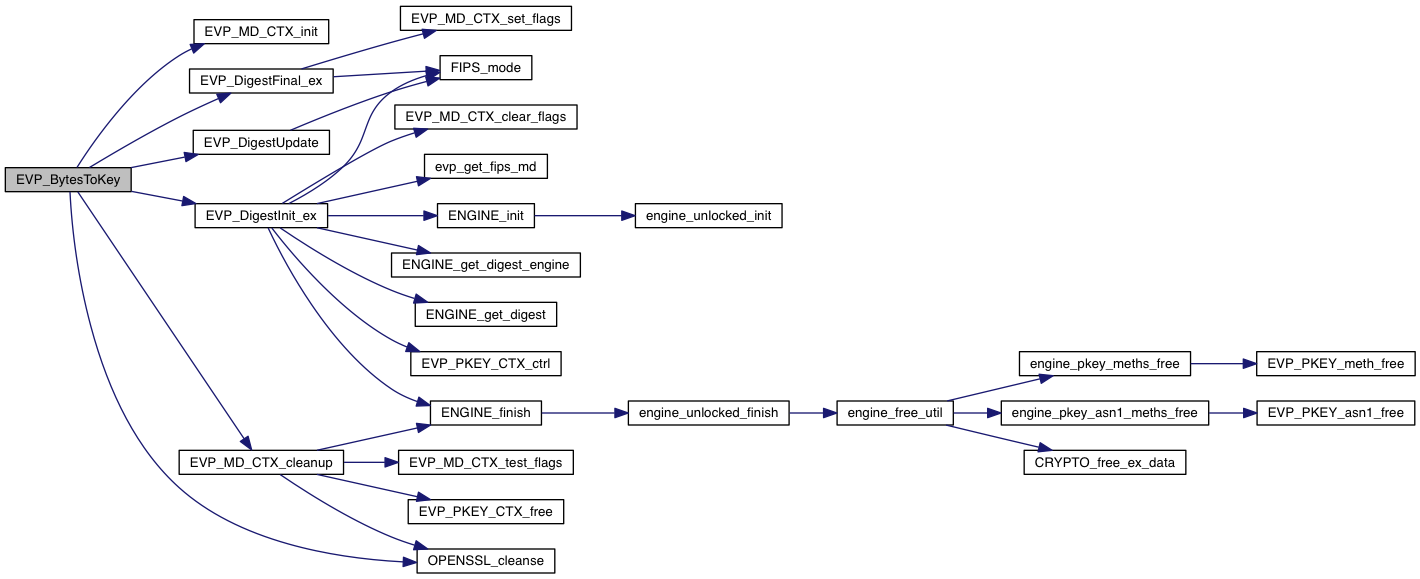 EVP_BytesToKey
EVP_MD_CTX_init
EVP_DigestFinal_ex
EVP_DigestUpdate
EVP_DigestInit_ex
EVP_MD_CTX_cleanup
EVP_MD_CTX_set_flags
FIPS_mode
EVP_MD_CTX_clear_flags
evp_get_fips_md
ENGINE_init
ENGINE_get_digest_engine
ENGINE_get_digest
EVP_PKEY_CTX_ctrl
ENGINE_finish
EVP_MD_CTX_test_flags
EVP_PKEY_CTX_free
OPENSSL_cleanse
engine_unlocked_init
engine_unlocked_finish
engine_free_util
engine_pkey_meths_free
engine_pkey_asn1_meths_free
CRYPTO_free_ex_data
EVP_PKEY_meth_free
EVP_PKEY_asn1_free